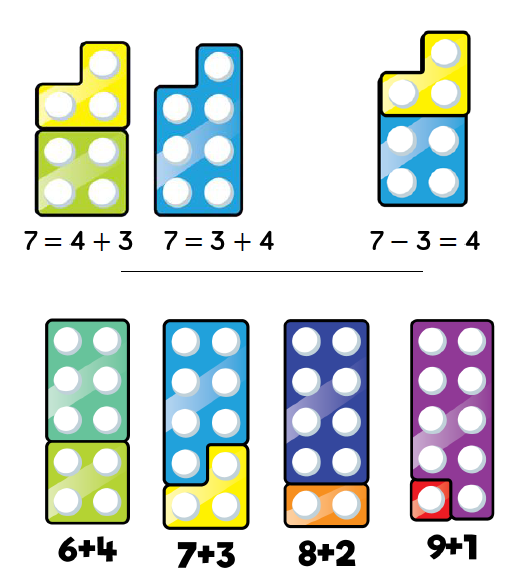 7 = 4 + 3 7 = 3 + 4 7 − 3 = 4
6+4 7+3 8+2 9+1